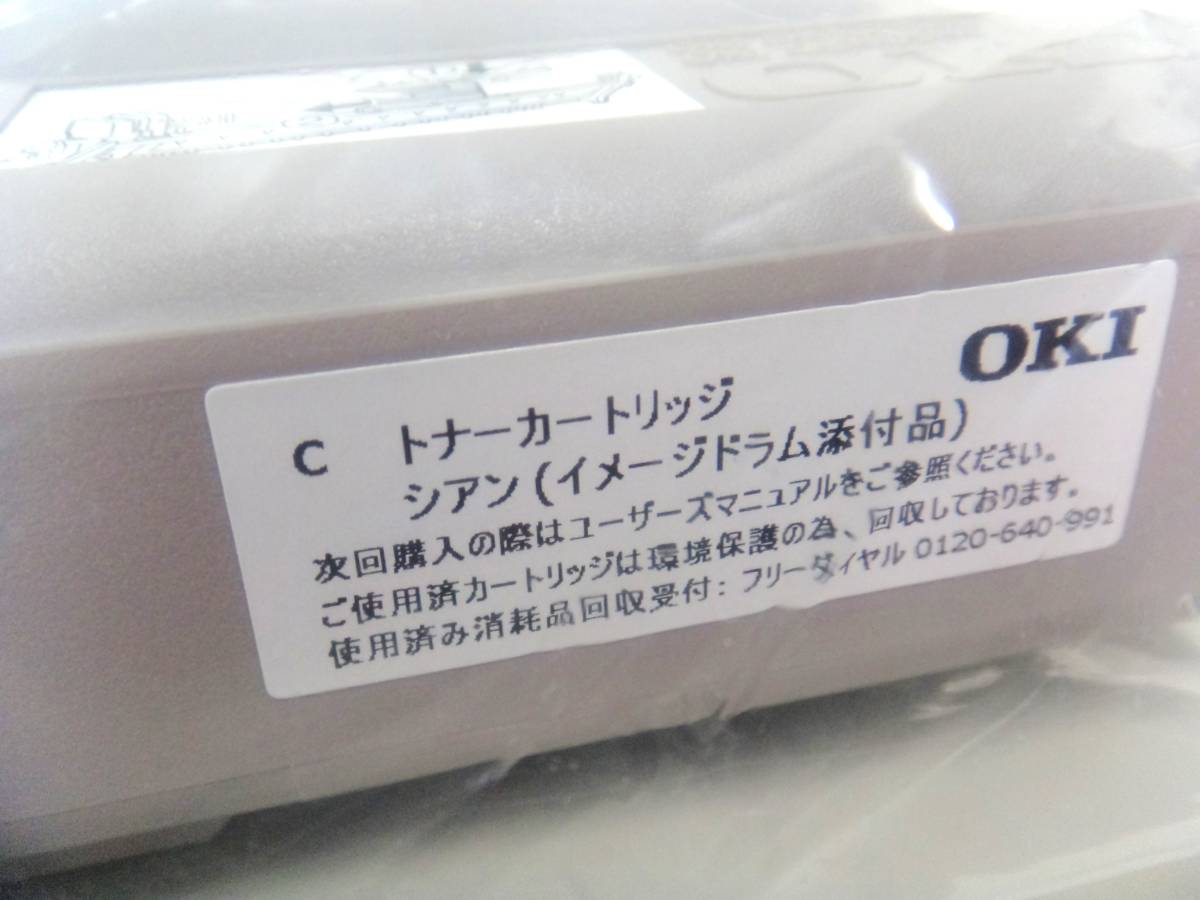 OKI
C トナーカートリッジ
シアン(イメージドラム添付品)
次回購入の際はユーザーズマニュアルをご参照ください。
ご使用済カートリッジは環境保護の為、回収しております。
使用済み消耗品回収受付: フリーダイヤル 0120-640-991